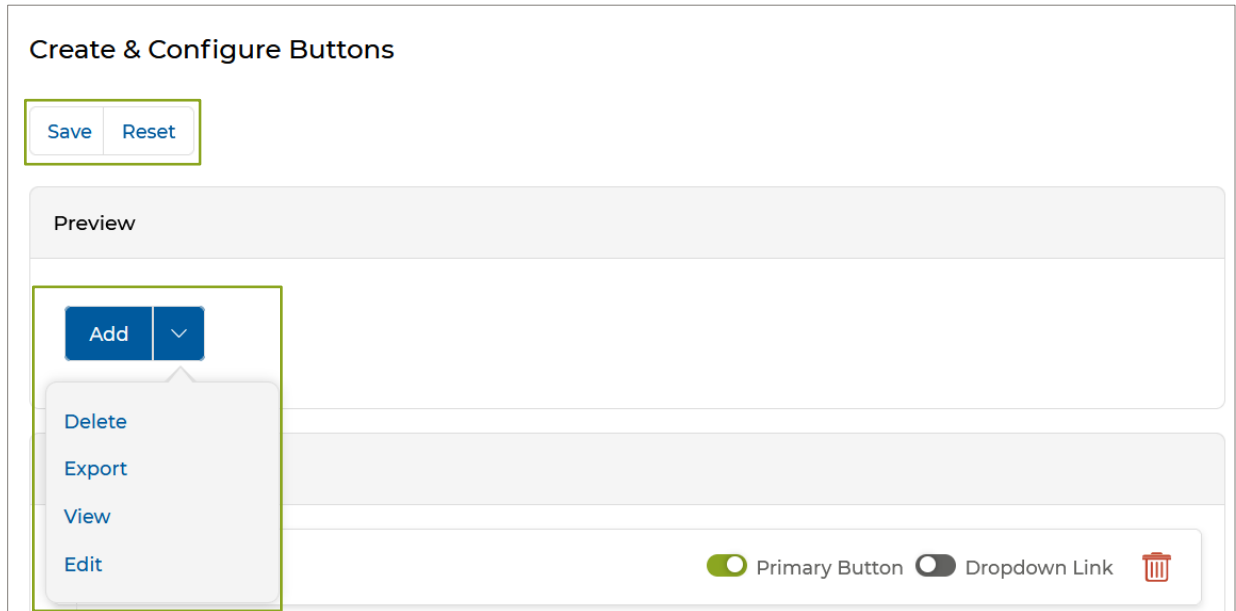 Create & Configure Buttons
Save Reset
Preview
Add
Delete
Export
View
Edit
Primary Button Dropdown Link